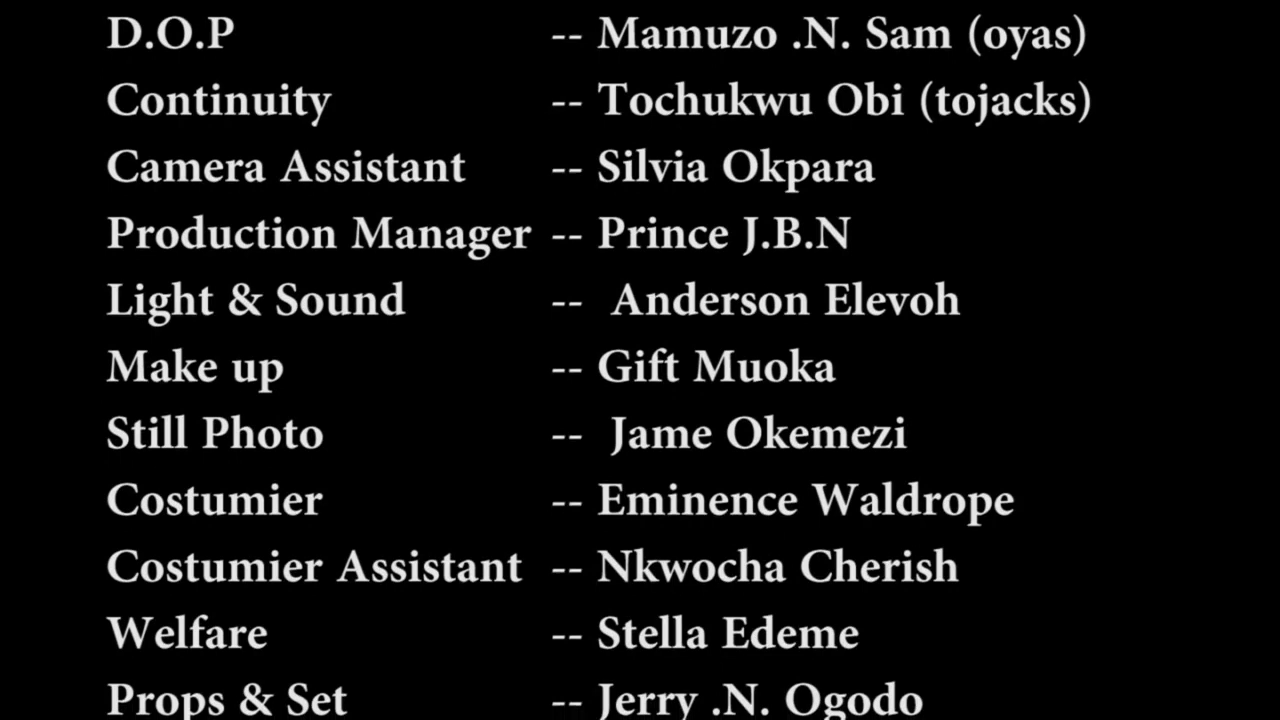 D.O.P -- Mamuzo .N. Sam (oyas)
Continuity -- Tochukwu Obi (tojacks)
Camera Assistant -- Silvia Okpara
Production Manager -- Prince J.B.N
Light & Sound -- Anderson Elevoh
Make up -- Gift Muoka
Still Photo -- Jame Okemezi
Costumier -- Eminence Waldrope
Costumier Assistant -- Nkwocha Cherish
Welfare -- Stella Edeme
Props & Set -- Jerry .N. Ogodo